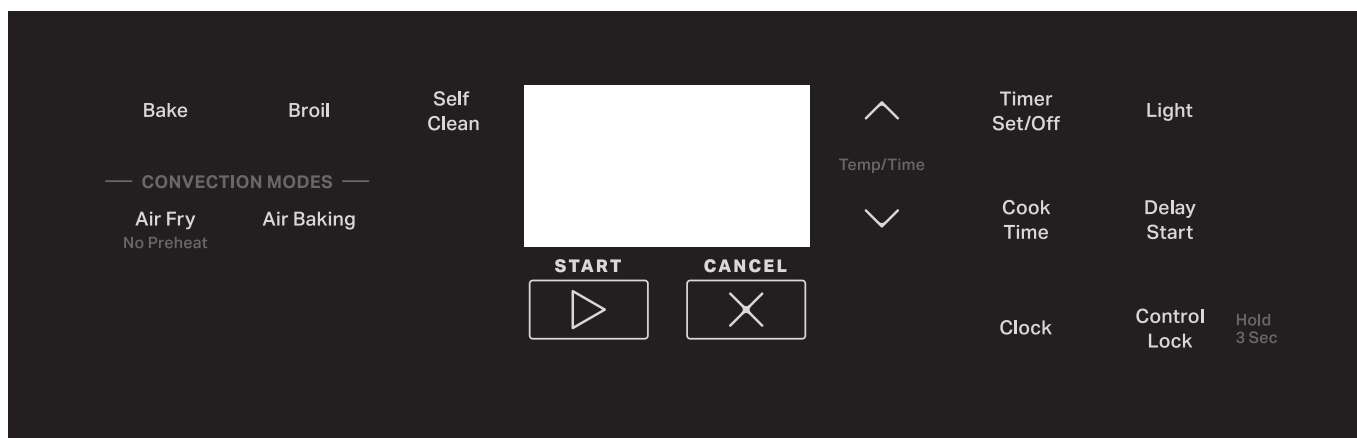 Bake
Broil
Self
Clean
CONVECTION MODES
Air Fry
No Preheat
Air Baking
START
CANCEL
Temp/Time
Timer
Set/Off
Light
Cook
Time
Delay
Start
Clock
Control
Lock
Hold
3 Sec